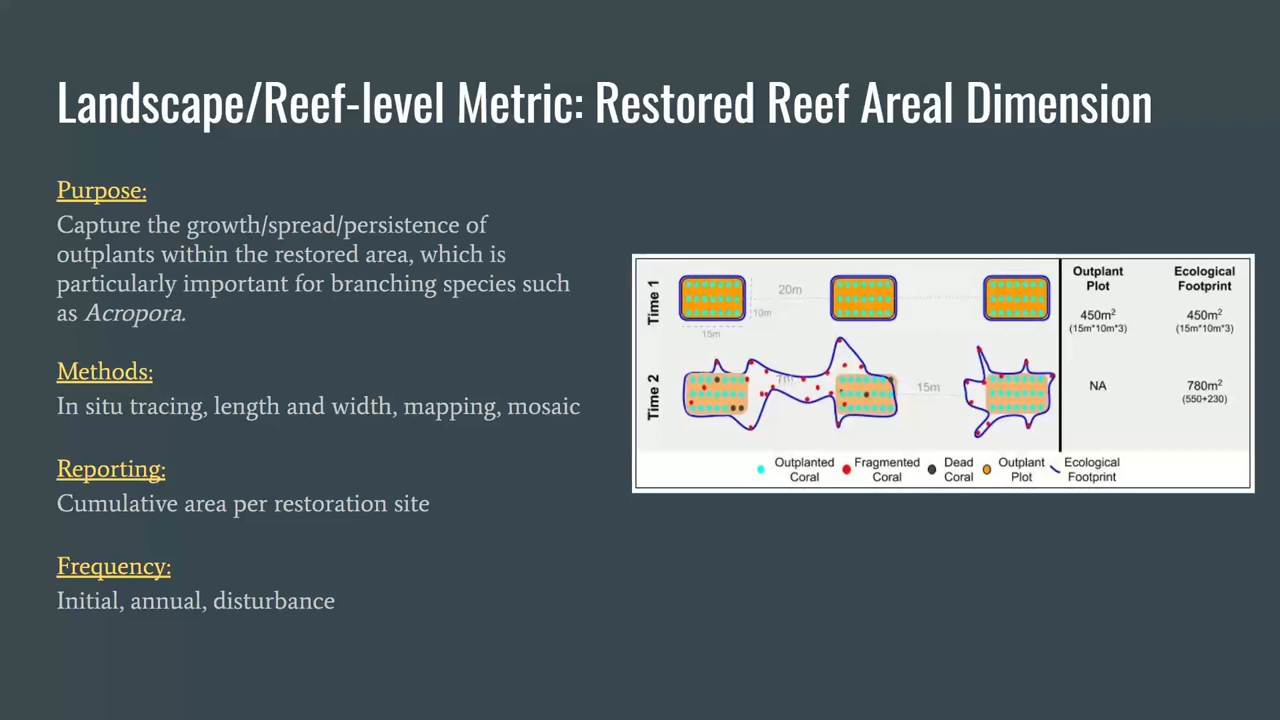 Landscape/Reef-level Metric: Restored Reef Areal Dimension
Purpose:
Capture the growth/spread/persistence of
outplants within the restored area, which is
particularly important for branching species such
as Acropora.
Methods:
In situ tracing, length and width, mapping, mosaic
Reporting:
Cumulative area per restoration site
Frequency:
Initial, annual, disturbance
Time 1
20m
10m
15m
Time 2
7m
15m
Outplant
Plot
Ecological
Footprint
450m²
(15m*10m*3)
450m²
(15m*10m*3)
NA
780m²
(550+230)
Outplanted
Coral
Fragmented
Coral
Dead
Coral
Outplant
Plot
Ecological
Footprint